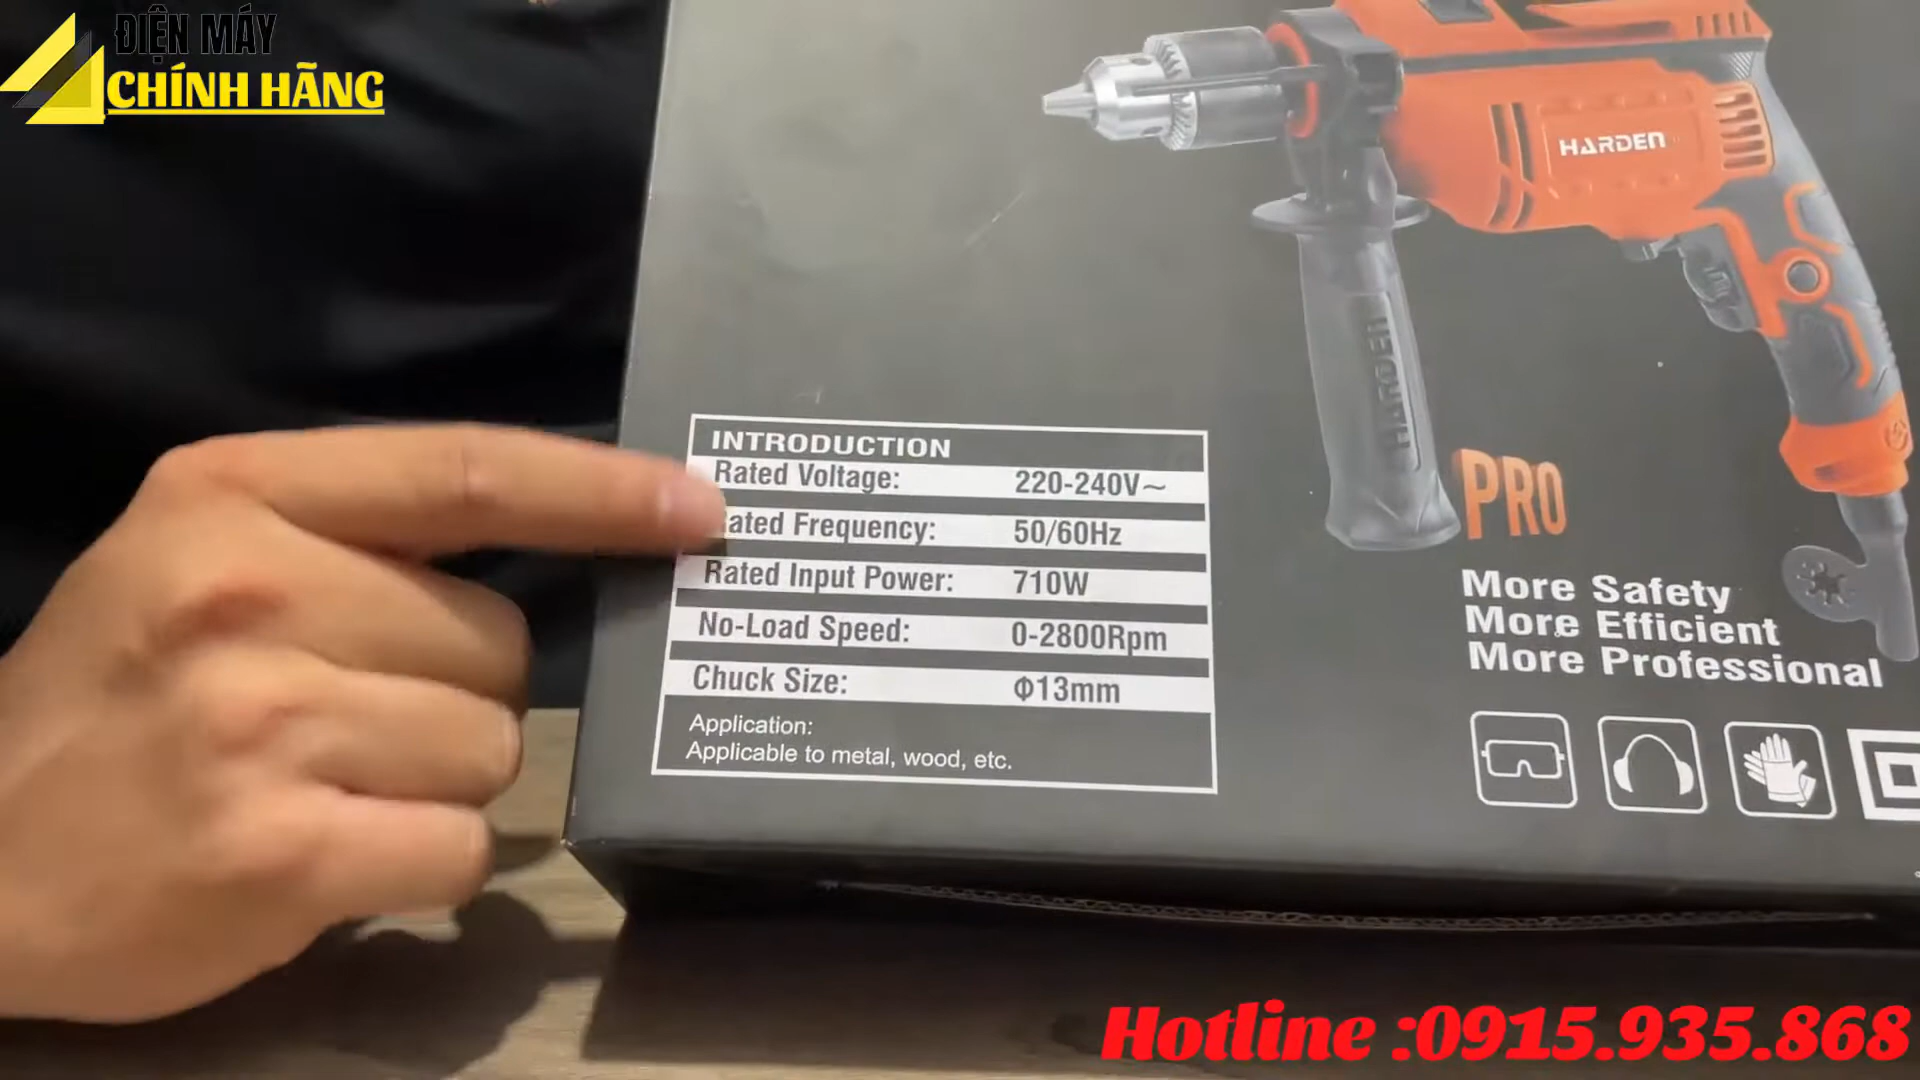 ĐIỆN MÁY
CHÍNH HÃNG
HARDEN
HARDEN
INTRODUCTION
Rated Voltage: 220-240V~
ated Frequency: 50/60Hz
Rated Input Power: 710W
No-Load Speed: 0-2800Rpm
Chuck Size: Φ13mm
Application:
Applicable to metal, wood, etc.
PRO
More Safety
More Efficient
More Professional
Hotline :0915.935.868